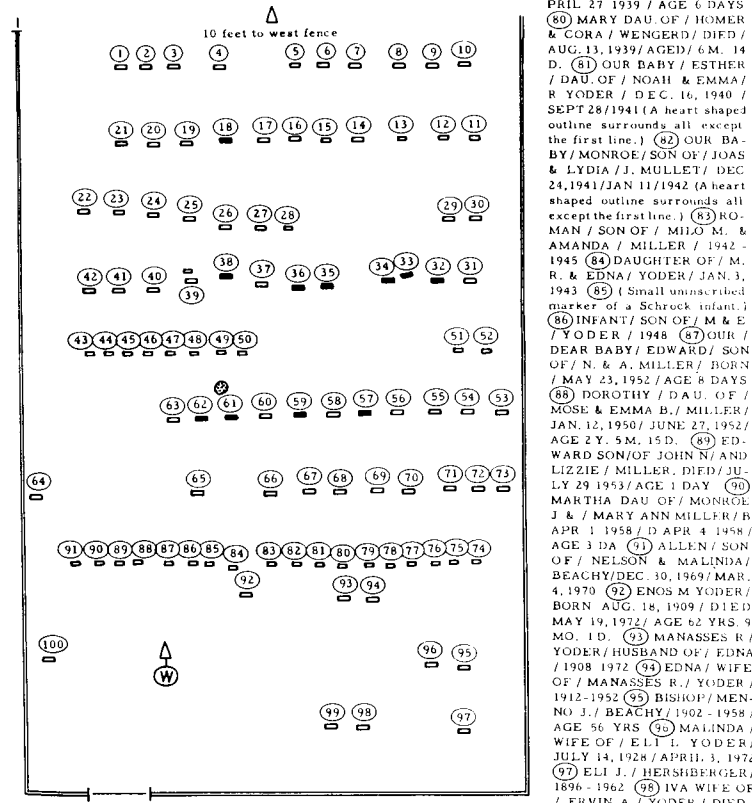 10 feet to west fence
1 2 3 4 5 6 7 8 9 10
21 20 19 18 17 16 15 14 13 12 11
22 23 24 25 26 27 28 29 30
42 41 40 39 38 37 36 35 34 33 32 31
43 44 45 46 47 48 49 50 51 52
63 62 61 60 59 58 57 56 55 54 53
64 65 66 67 68 69 70 71 72 73
91 90 89 88 87 86 85 84 83 82 81 80 79 78 77 76 75 74
92 93 94
100 96 95
W
99 98 97
PRIL 27 1939 / AGE 6 DAYS
80 MARY DAU. OF / HOMER
& CORA / WENGERD / DIED /
AUG. 13, 1939/ AGED/ 6 M. 14
D. 81 OUR BABY / ESTHER
/ DAU. OF / NOAH & EMMA/
R YODER / DEC. 16, 1940 /
SEPT 28/1941 (A heart shaped
outline surrounds all except
the first line.) 82 OUR BA-
BY/ MONROE/ SON OF / JOAS
& LYDIA / J. MULLET/ DEC
24, 1941/JAN 11/1942 (A heart
shaped outline surrounds all
except the first line.) 83 RO-
MAN / SON OF / MILO M. &
AMANDA / MILLER / 1942 -
1945 84 DAUGHTER OF / M.
R. & EDNA/ YODER/ JAN. 3,
1943 85 ( Small uninscribed
marker of a Schrock infant.)
86 INFANT/ SON OF / M & E
/ YODER / 1948 87 OUR /
DEAR BABY/ EDWARD/ SON
OF / N. & A. MILLER/ BORN
/ MAY 23, 1952 / AGE 8 DAYS
88 DOROTHY / DAU. OF /
MOSE & EMMA B./ MILLER/
JAN. 12, 1950/ JUNE 27, 1952/
AGE 2 Y. 5M. 15 D. 89 ED-
WARD SON/OF JOHN N/ AND
LIZZIE / MILLER. DIED/ JU-
LY 29 1953/ AGE 1 DAY 90
MARTHA DAU OF / MONROE
J & / MARY ANN MILLER/ B
APR 1 1958 / D APR 4 1958 /
AGE 3 DA 91 ALLEN / SON
OF / NELSON & MALINDA/
BEACHY/DEC. 30, 1969/ MAR.
4, 1970 92 ENOS M YODER/
BORN AUG. 18, 1909 / DIED
MAY 19, 1972/ AGE 62 YRS. 9
MO. 1 D. 93 MANASSES R /
YODER / HUSBAND OF / EDNA
/ 1908 1972 94 EDNA/ WIFE
OF / MANASSES R. / YODER /
1912-1952 95 BISHOP/ MEN-
NO J. / BEACHY / 1902 - 1958 /
AGE 56 YRS 96 MALINDA /
WIFE OF / ELI I. YODER/
JULY 14, 1928 / APRIL 3, 1972
97 ELI J. / HERSHBERGER/
1896 - 1962 98 IVA WIFE OF
/ ERVIN A / YODER / DIED